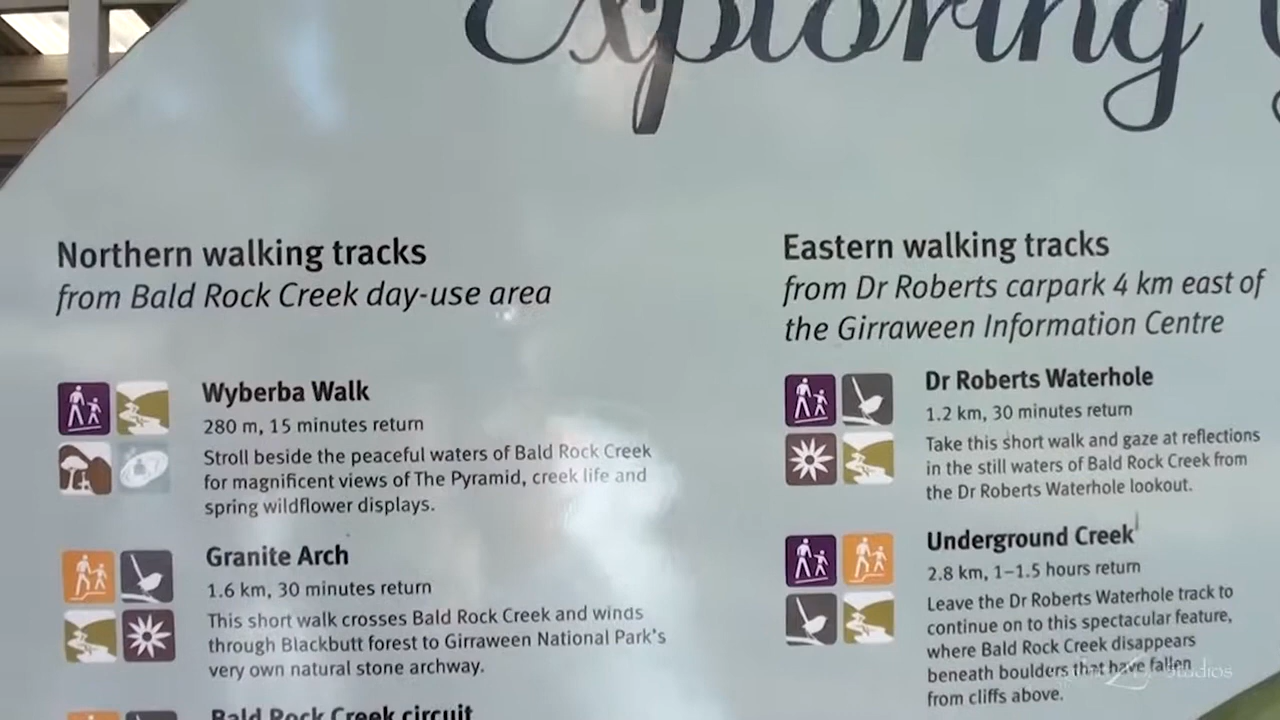 Exploring
Northern walking tracks
from Bald Rock Creek day-use area
Wyberba Walk
280 m, 15 minutes return
Stroll beside the peaceful waters of Bald Rock Creek
for magnificent views of The Pyramid, creek life and
spring wildflower displays.
Granite Arch
1.6 km, 30 minutes return
This short walk crosses Bald Rock Creek and winds
through Blackbutt forest to Girraween National Park's
very own natural stone archway.
Bald Rock Creek circuit
Eastern walking tracks
from Dr Roberts carpark 4 km east of
the Girraween Information Centre
Dr Roberts Waterhole
1.2 km, 30 minutes return
Take this short walk and gaze at reflections
in the still waters of Bald Rock Creek from
the Dr Roberts Waterhole lookout.
Underground Creek
2.8 km, 1–1.5 hours return
Leave the Dr Roberts Waterhole track to
continue on to this spectacular feature,
where Bald Rock Creek disappears
beneath boulders that have fallen
from cliffs above.
studios